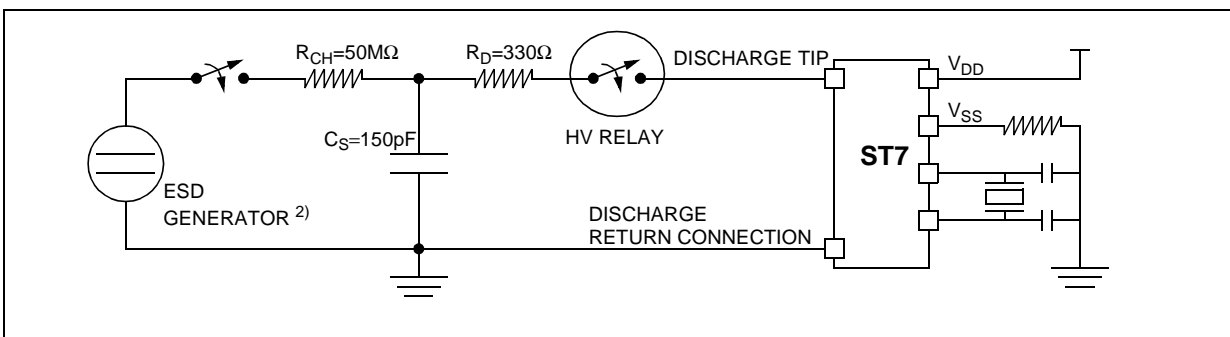 R_CH=50MΩ
R_D=330Ω
DISCHARGE TIP
V_DD
V_SS
C_S=150pF
HV RELAY
ST7
ESD
GENERATOR 2)
DISCHARGE
RETURN CONNECTION